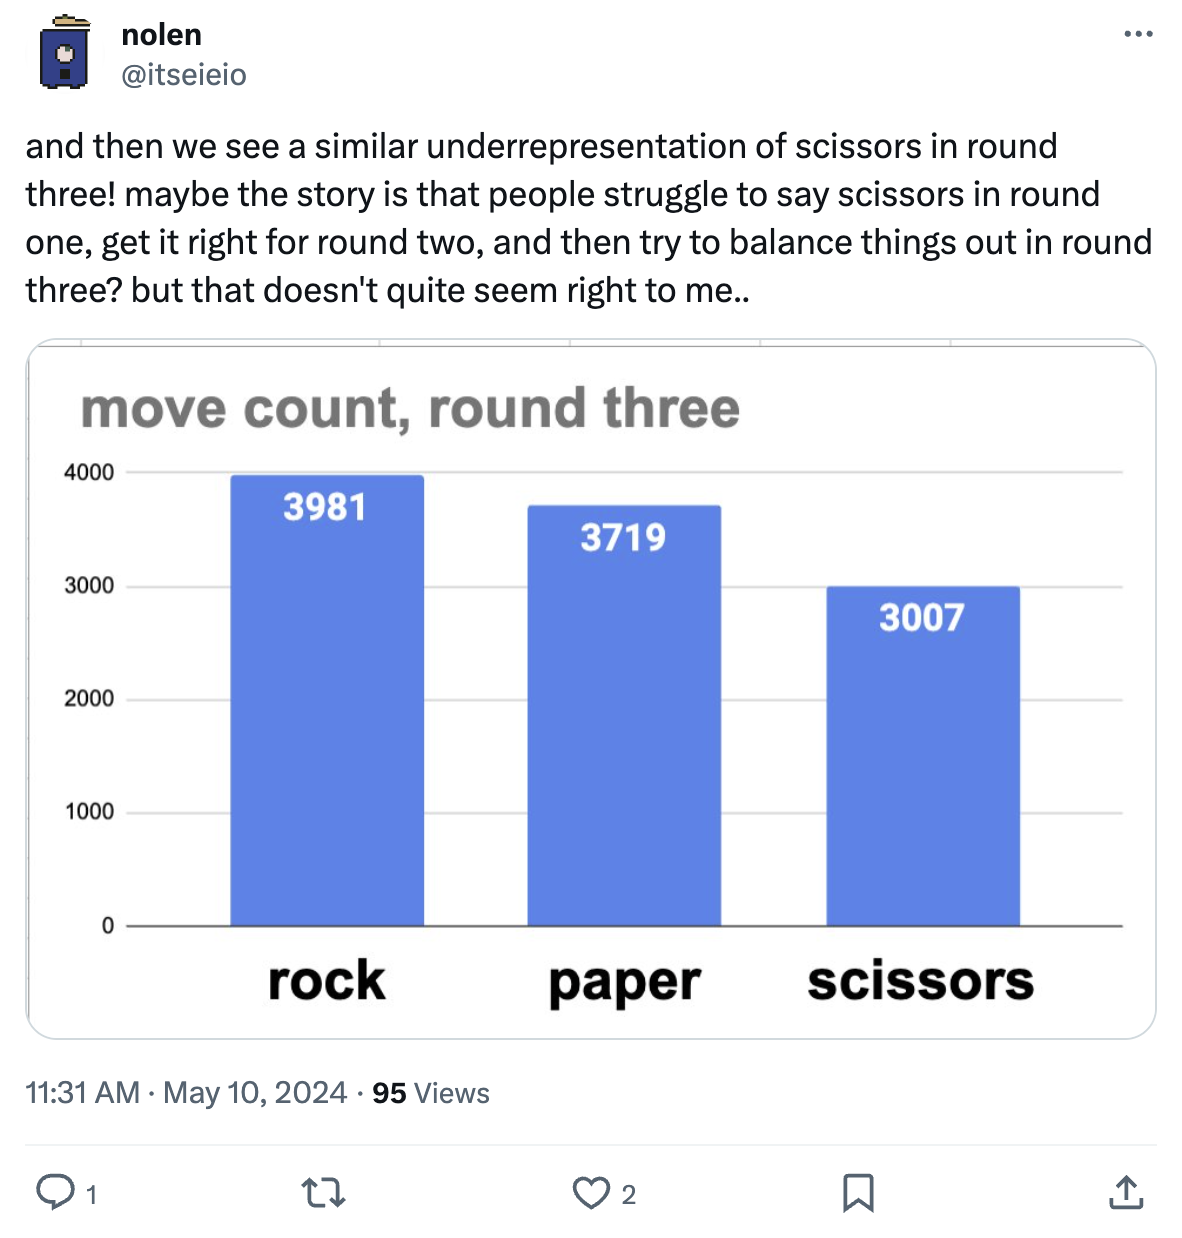 nolen
@itseieio
and then we see a similar underrepresentation of scissors in round
three! maybe the story is that people struggle to say scissors in round
one, get it right for round two, and then try to balance things out in round
three? but that doesn't quite seem right to me..
move count, round three
4000
3981
3719
3000
3007
2000
1000
0
rock paper scissors
11:31 AM · May 10, 2024 · 95 Views
1 2